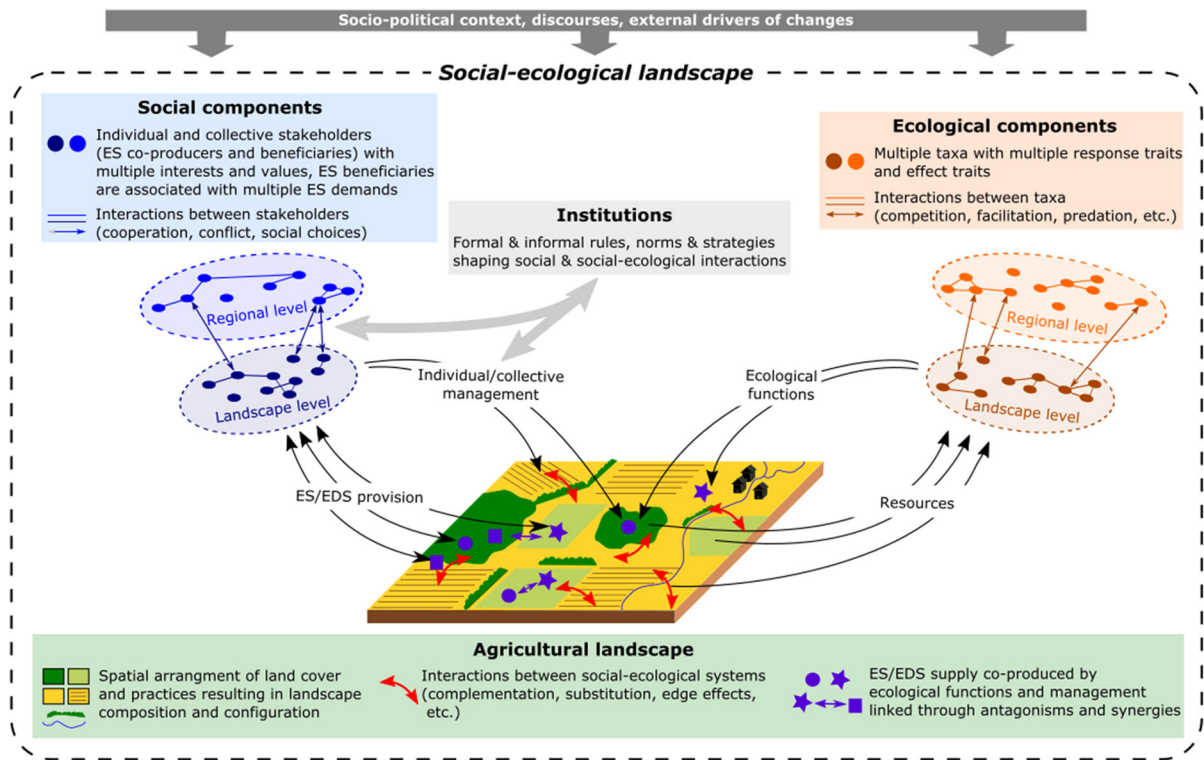 Socio-political context, discourses, external drivers of changes
Social-ecological landscape
Social components
Individual and collective stakeholders
(ES co-producers and beneficiaries) with
multiple interests and values, ES beneficiaries
are associated with multiple ES demands
Interactions between stakeholders
(cooperation, conflict, social choices)
Ecological components
Multiple taxa with multiple response traits
and effect traits
Interactions between taxa
(competition, facilitation, predation, etc.)
Institutions
Formal & informal rules, norms & strategies
shaping social & social-ecological interactions
Regional level
Landscape level
Regional level
Landscape level
Individual/collective
management
Ecological
functions
ES/EDS provision
Resources
Agricultural landscape
Spatial arrangment of land cover
and practices resulting in landscape
composition and configuration
Interactions between social-ecological systems
(complementation, substitution, edge effects,
etc.)
ES/EDS supply co-produced by
ecological functions and management
linked through antagonisms and synergies